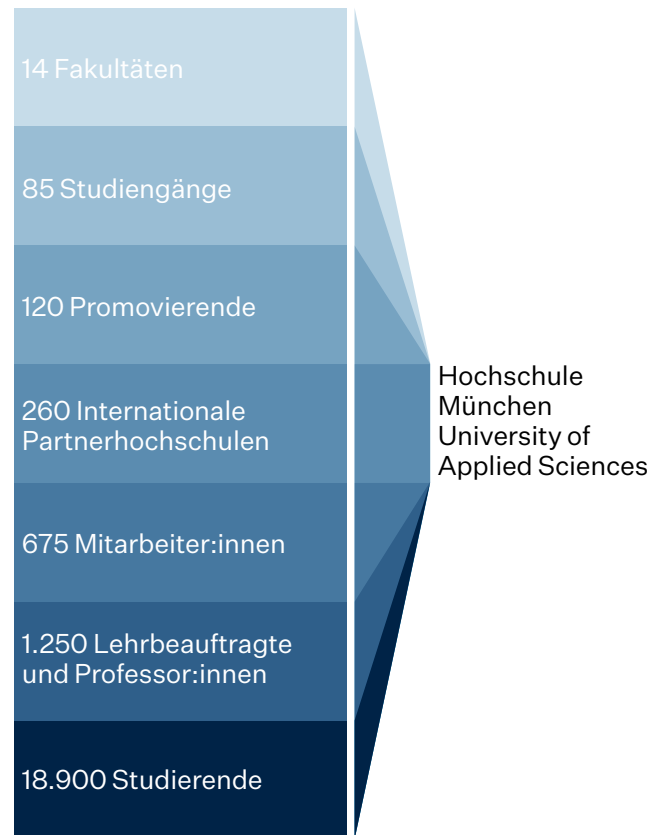 14 Fakultäten
85 Studiengänge
120 Promovierende
260 Internationale
Partnerhochschulen
675 Mitarbeiter:innen
1.250 Lehrbeauftragte
und Professor:innen
18.900 Studierende
Hochschule
München
University of
Applied Sciences